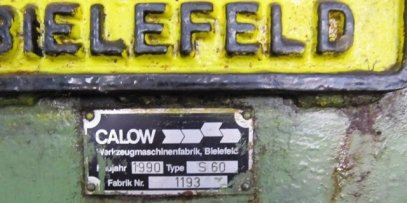 BIELEFELD
CALOW
Werkzeugmaschinenfabrik, Bielefeld
Baujahr 1990 Type S 60
Fabrik Nr. 1193